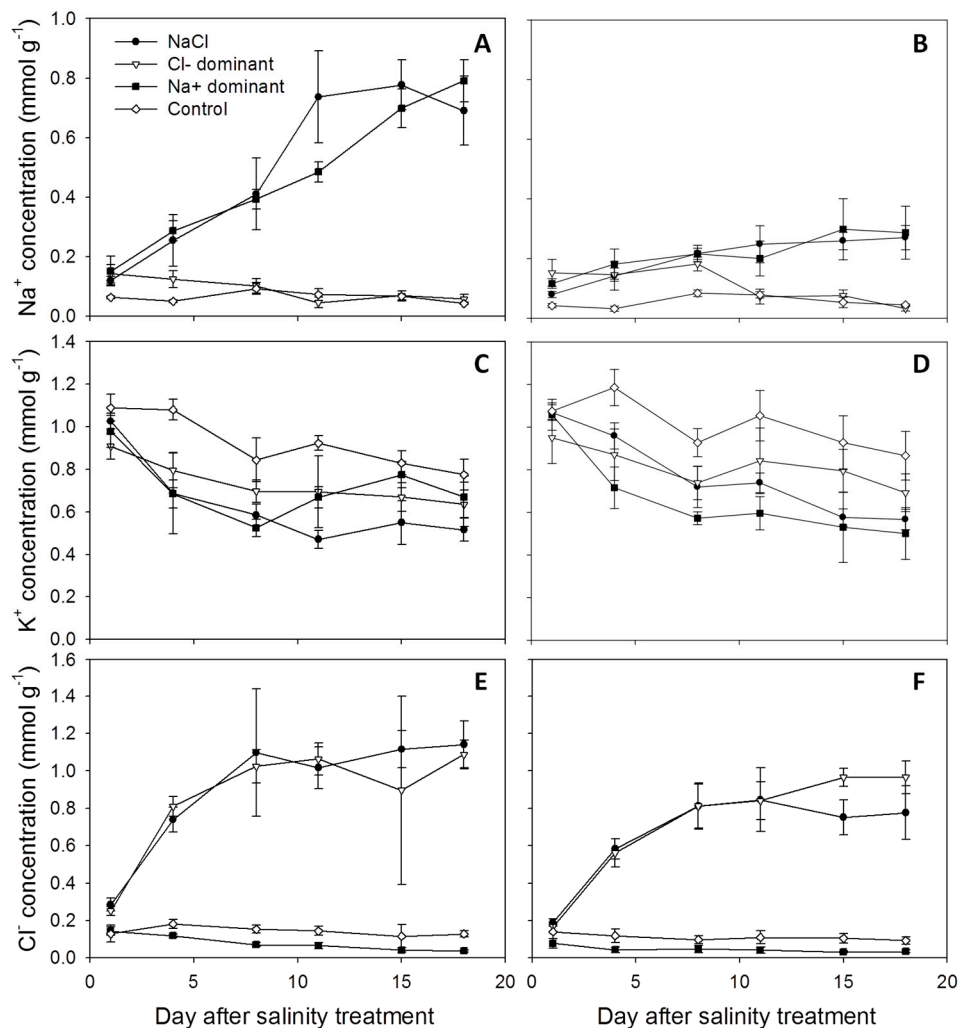 A
B
NaCl
Cl- dominant
Na+ dominant
Control
Na⁺ concentration (mmol g⁻¹)
1.0
0.8
0.6
0.4
0.2
0.0
C
D
K⁺ concentration (mmol g⁻¹)
1.4
1.2
1.0
0.8
0.6
0.4
0.2
0.0
E
F
Cl⁻ concentration (mmol g⁻¹)
1.6
1.4
1.2
1.0
0.8
0.6
0.4
0.2
0.0
0 5 10 15 20 0 5 10 15 20
Day after salinity treatment Day after salinity treatment